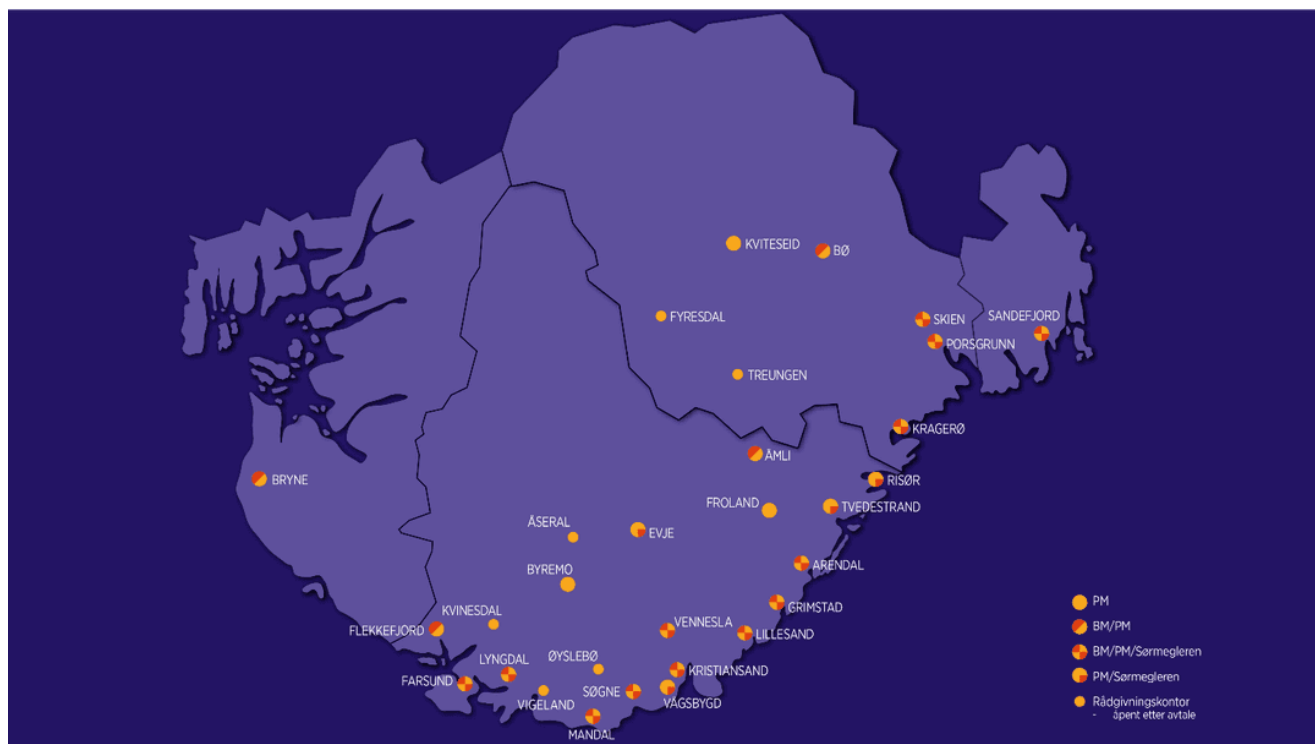 KVITESEID
BØ
FYRESDAL
SKIEN
SANDEFJORD
PORSGRUNN
TREUNGEN
KRAGERØ
ÅMLI
BRYNE
RISØR
FROLAND
TVEDESTRAND
ÅSERAL
EVJE
BYREMO
ARENDAL
KVINESDAL
GRIMSTAD
FLEKKEFJORD
VENNESLA
LILLESAND
LYNGDAL
ØYSLEBØ
KRISTIANSAND
FARSUND
VIGELAND
SØGNE
VÅGSBYGD
MANDAL
PM
BM/PM
BM/PM/Sørmegleren
PM/Sørmegleren
Rådgivningskontor
- åpent etter avtale